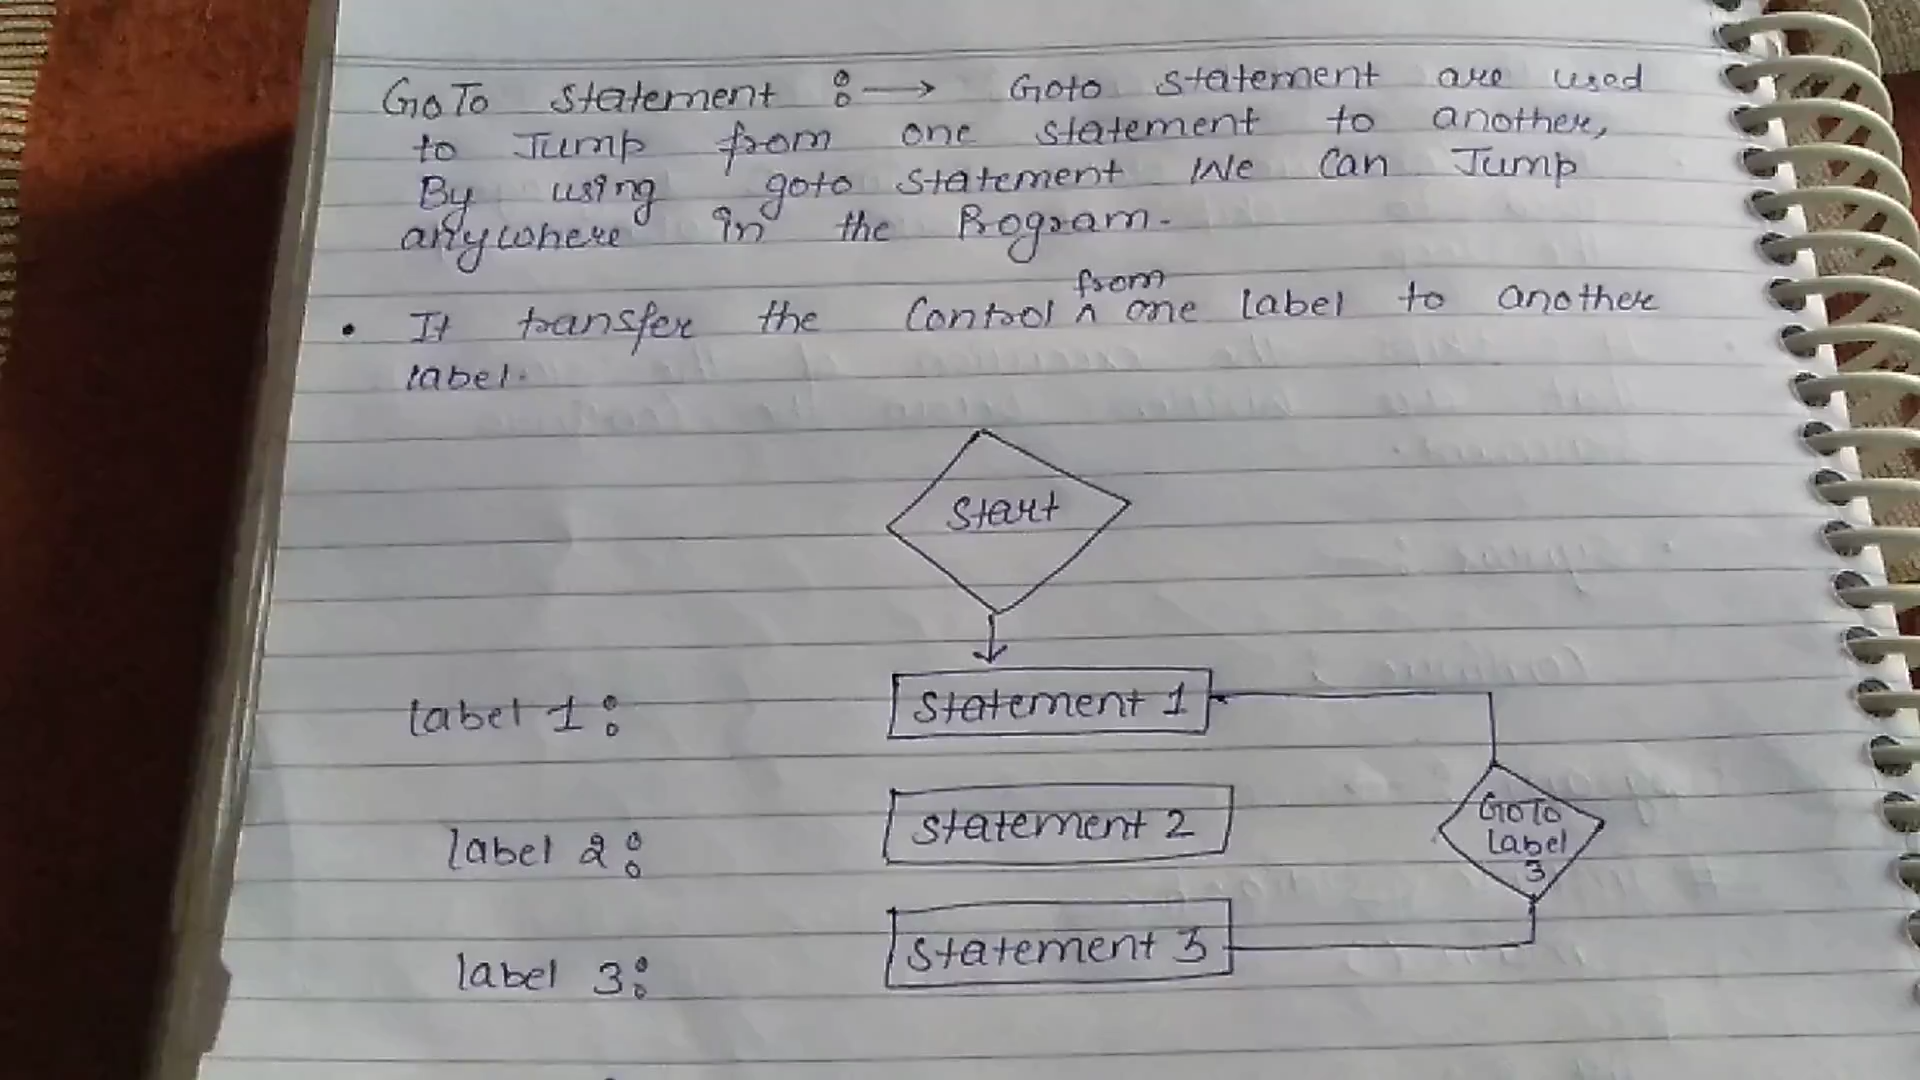 GoTo statement :→ Goto statement are used
to Jump from one statement to another,
By using goto statement We Can Jump
anywhere in the Program.
from
• It transfer the Control ^ one label to another
label.
Start
label 1: Statement 1
GoTo
label 2: Statement 2
label
3
label 3: Statement 3